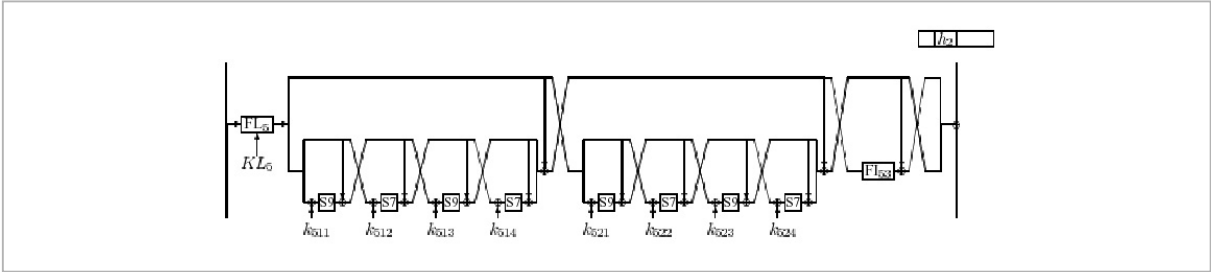 h₂
FL₅
KL₅
FI₅₃
S9 S7 S9 S7 S9 S7 S9 S7
k₅₁₁ k₅₁₂ k₅₁₃ k₅₁₄ k₅₂₁ k₅₂₂ k₅₂₃ k₅₂₄